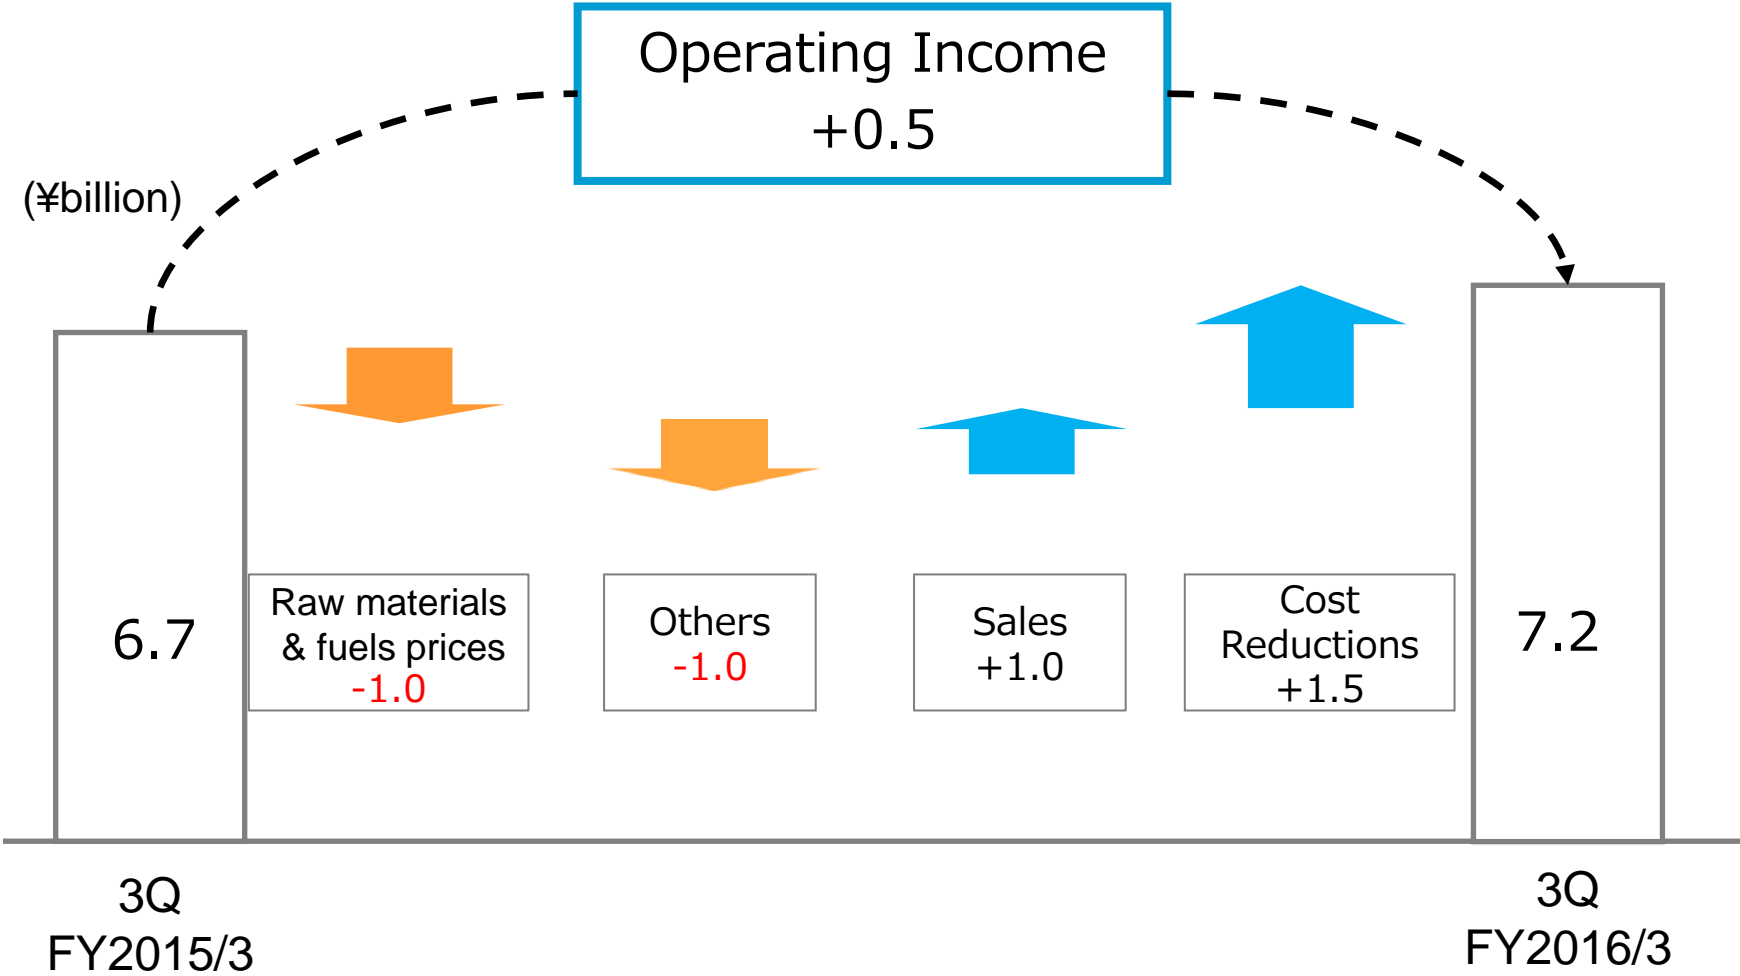 Operating Income
+0.5
(¥billion)
6.7
Raw materials
& fuels prices
-1.0
Others
-1.0
Sales
+1.0
Cost
Reductions
+1.5
7.2
3Q
FY2015/3
3Q
FY2016/3